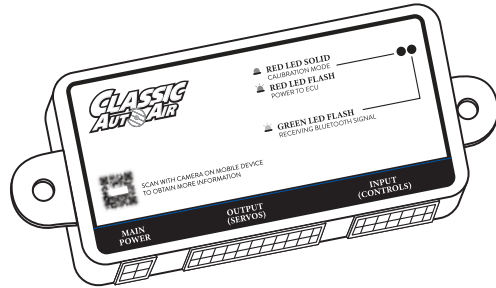 CLASSIC
AUTO AIR
RED LED SOLID
CALIBRATION MODE
RED LED FLASH
POWER TO ECU
GREEN LED FLASH
RECEIVING BLUETOOTH SIGNAL
SCAN WITH CAMERA ON MOBILE DEVICE
TO OBTAIN MORE INFORMATION
MAIN
POWER
OUTPUT
(SERVOS)
INPUT
(CONTROLS)